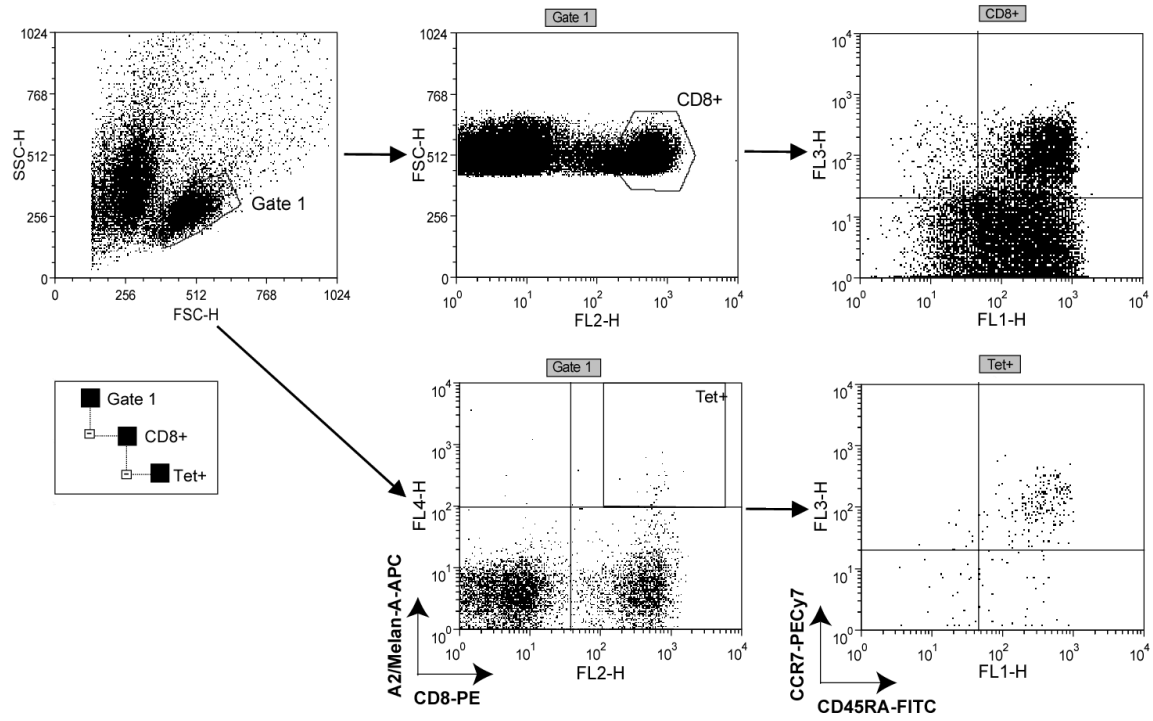 Gate 1
CD8+
1024
768
512
256
0
SSC-H
Gate 1
0 256 512 768 1024
FSC-H
1024
768
512
256
0
FSC-H
CD8+
10^0 10^1 10^2 10^3 10^4
FL2-H
10^4
10^3
10^2
10^1
10^0
FL3-H
10^0 10^1 10^2 10^3 10^4
FL1-H
Gate 1
CD8+
Tet+
Gate 1
Tet+
10^4
10^3
10^2
10^1
10^0
FL4-H
Tet+
10^0 10^1 10^2 10^3 10^4
FL2-H
A2/Melan-A-APC
CD8-PE
10^4
10^3
10^2
10^1
10^0
FL3-H
10^0 10^1 10^2 10^3 10^4
FL1-H
CCR7-PECy7
CD45RA-FITC